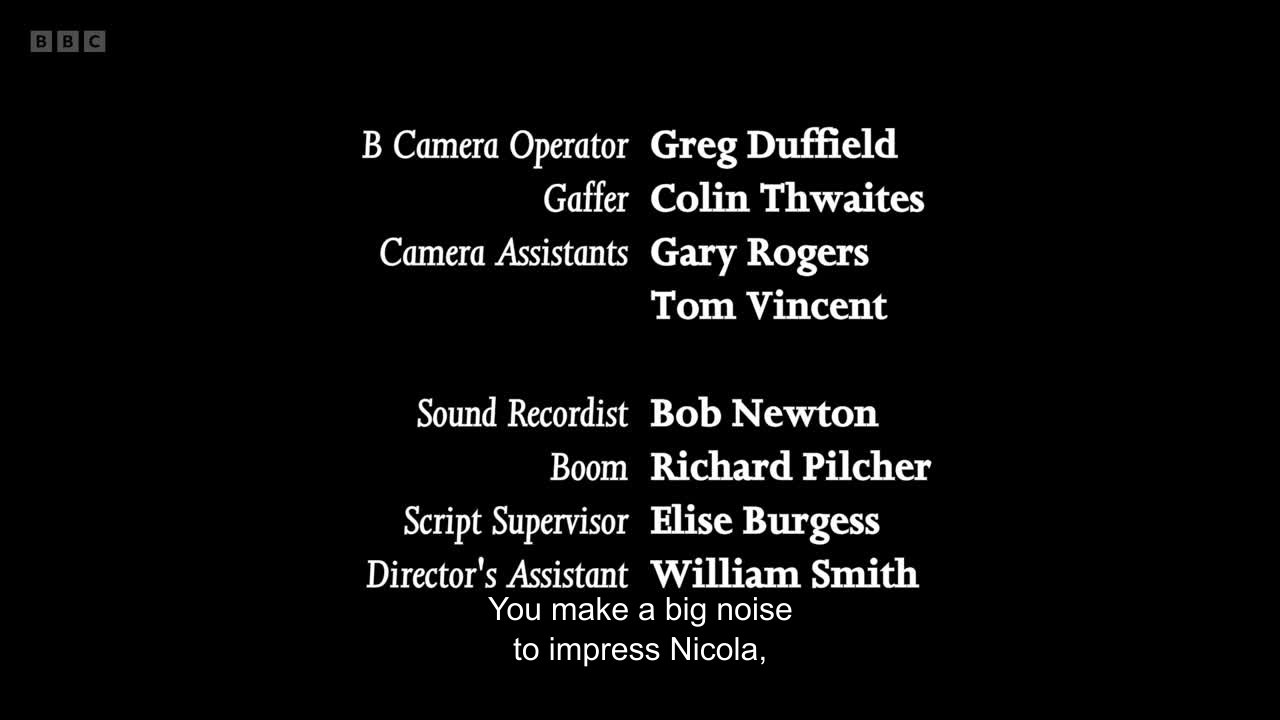 BBC
B Camera Operator Greg Duffield
Gaffer Colin Thwaites
Camera Assistants Gary Rogers
Tom Vincent
Sound Recordist Bob Newton
Boom Richard Pilcher
Script Supervisor Elise Burgess
Director's Assistant William Smith
You make a big noise
to impress Nicola,